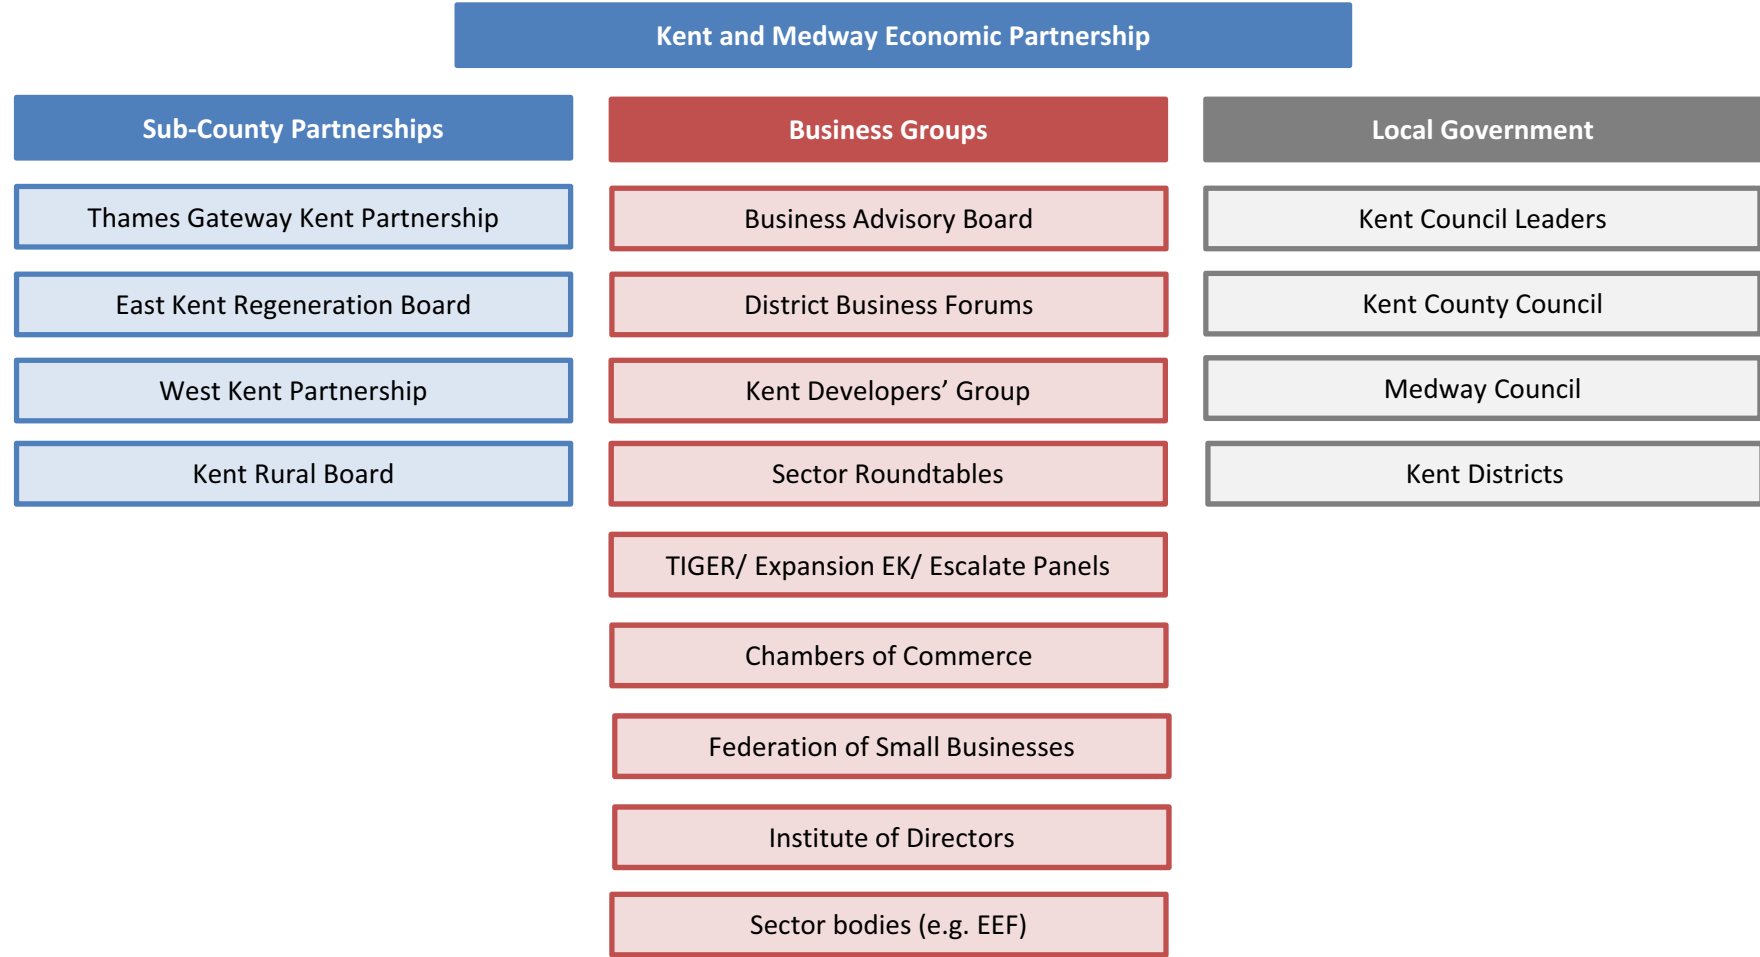 Kent and Medway Economic Partnership
Sub-County Partnerships
Thames Gateway Kent Partnership
East Kent Regeneration Board
West Kent Partnership
Kent Rural Board
Business Groups
Business Advisory Board
District Business Forums
Kent Developers’ Group
Sector Roundtables
TIGER/ Expansion EK/ Escalate Panels
Chambers of Commerce
Federation of Small Businesses
Institute of Directors
Sector bodies (e.g. EEF)
Local Government
Kent Council Leaders
Kent County Council
Medway Council
Kent Districts